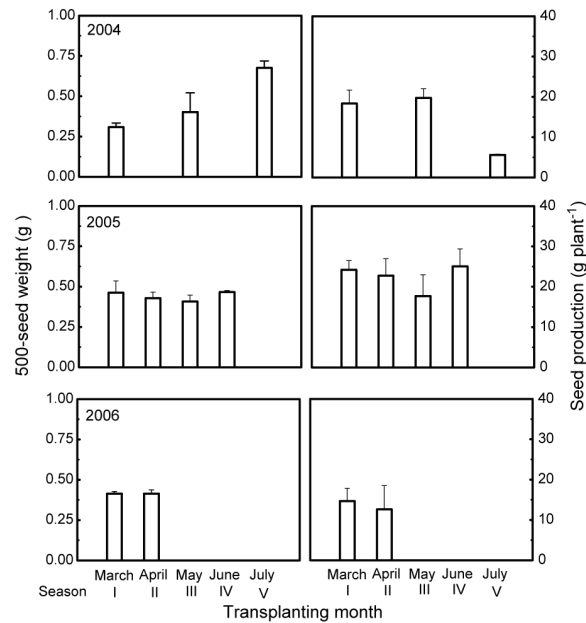 1.00 2004 40
0.75 30
0.50 20
0.25 10
0.00 0
1.00 2005 40
0.75 30
0.50 20
0.25 10
0.00 0
1.00 2006 40
0.75 30
0.50 20
0.25 10
0.00 0
500-seed weight (g )
Seed production (g plant-1)
March April May June July March April May June July
Season I II III IV V I II III IV V
Transplanting month